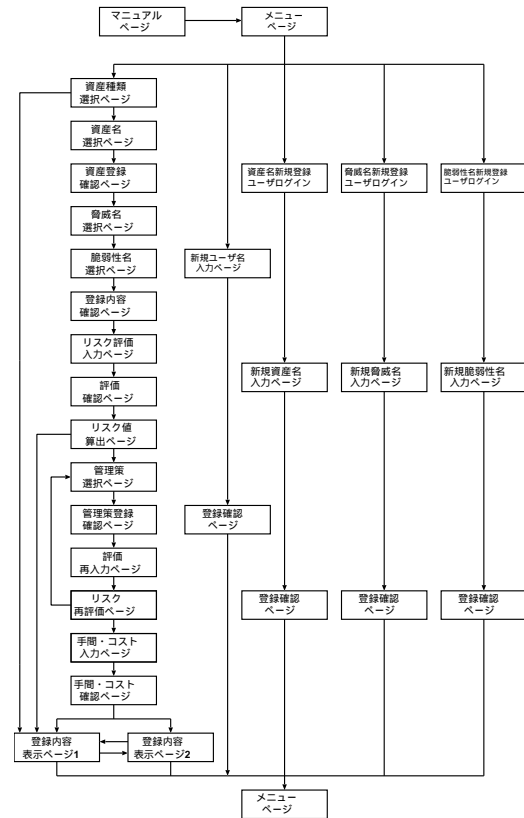 マニュアル
ページ
メニュー
ページ
資産種類
選択ページ
資産名
選択ページ
資産登録
確認ページ
脅威名
選択ページ
脆弱性名
選択ページ
登録内容
確認ページ
リスク評価
入力ページ
評価
確認ページ
リスク値
算出ページ
管理策
選択ページ
管理策登録
確認ページ
評価
再入力ページ
リスク
再評価ページ
手間・コスト
入力ページ
手間・コスト
確認ページ
登録内容
表示ページ1
登録内容
表示ページ2
新規ユーザ名
入力ページ
登録確認
ページ
資産名新規登録
ユーザログイン
新規資産名
入力ページ
登録確認
ページ
脅威名新規登録
ユーザログイン
新規脅威名
入力ページ
登録確認
ページ
脆弱性名新規登録
ユーザログイン
新規脆弱性名
入力ページ
登録確認
ページ
メニュー
ページ